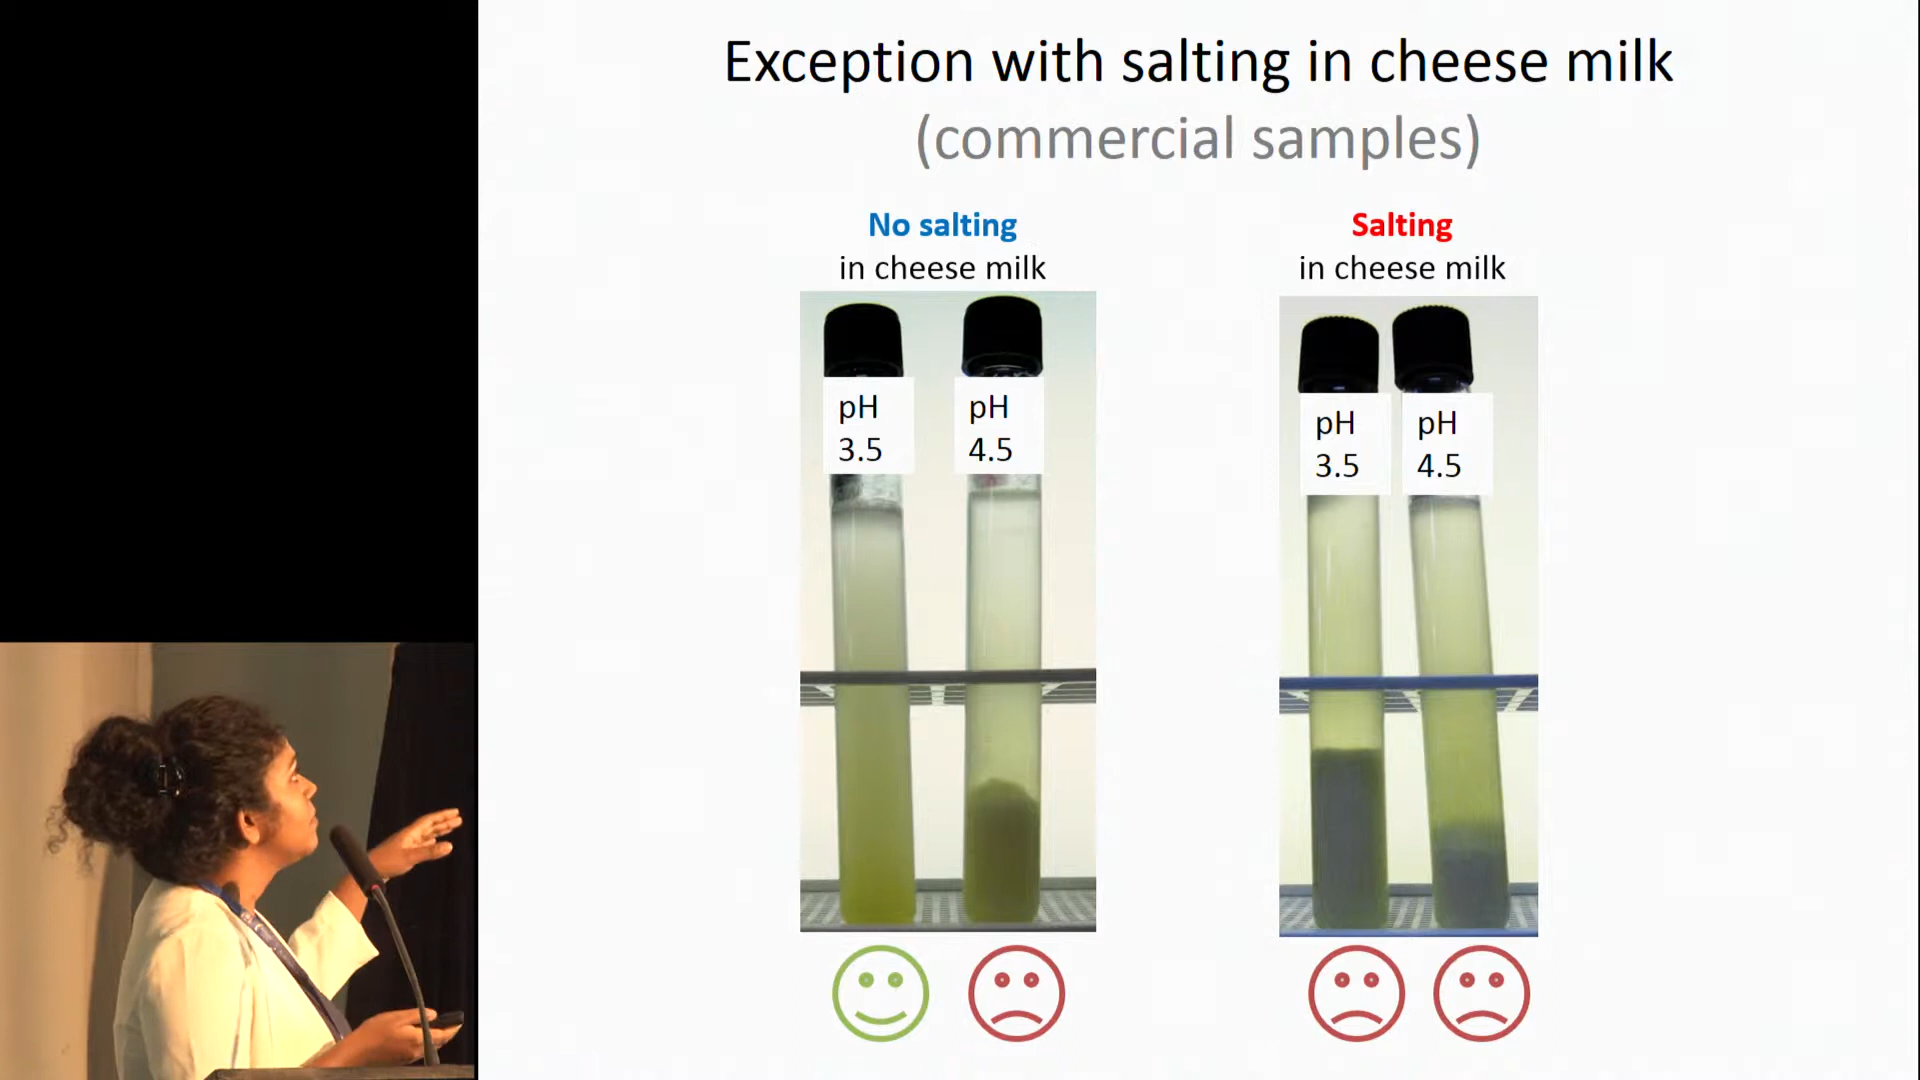 Exception with salting in cheese milk
(commercial samples)
No salting
in cheese milk
Salting
in cheese milk
pH
3.5
pH
4.5
pH
3.5
pH
4.5